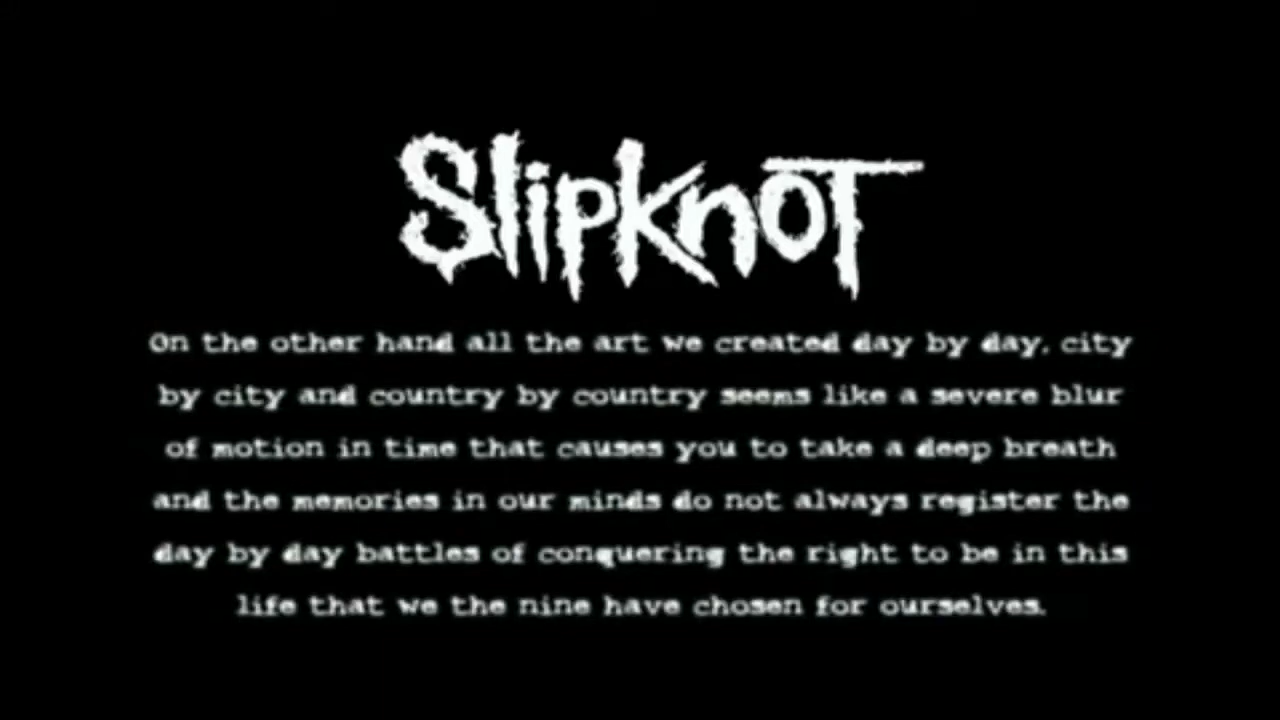 Slipknot
On the other hand all the art we created day by day, city
by city and country by country seems like a severe blur
of motion in time that causes you to take a deep breath
and the memories in our minds do not always register the
day by day battles of conquering the right to be in this
life that we the nine have chosen for ourselves.